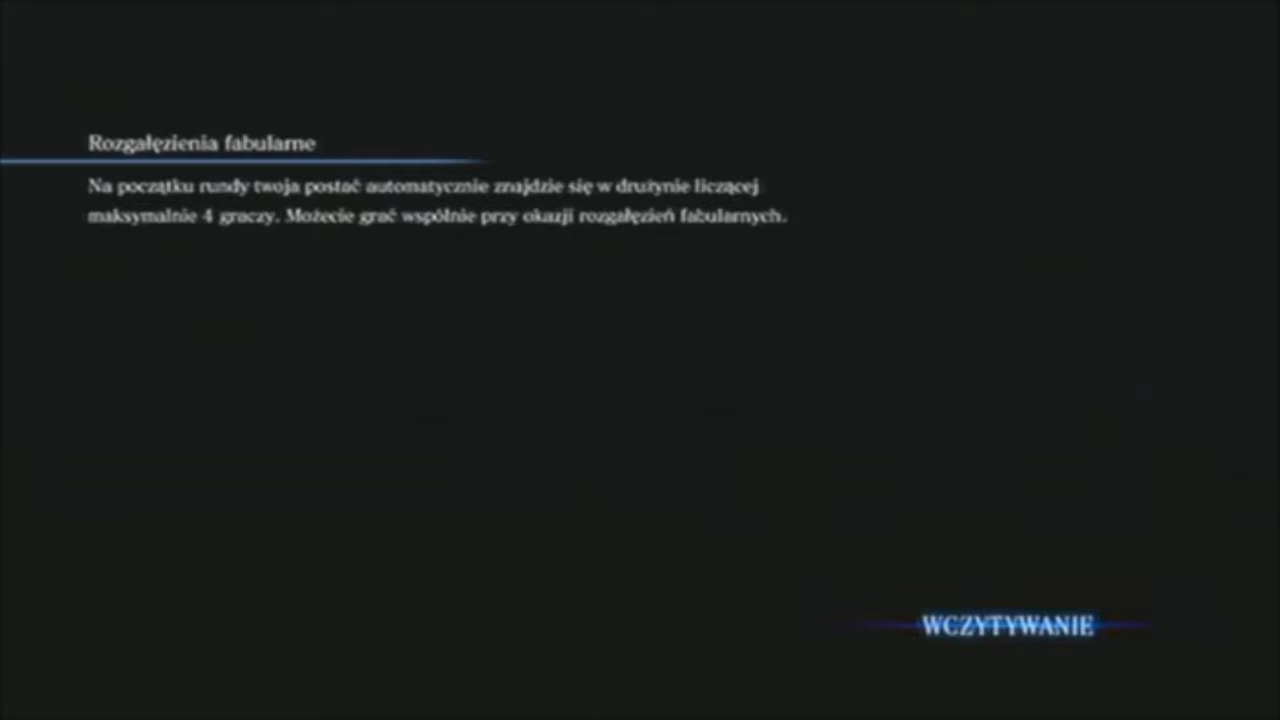 Rozgałęzienia fabularne
Na początku rundy twoja postać automatycznie znajdzie się w drużynie liczącej
maksymalnie 4 graczy. Możecie grać wspólnie przy okazji rozgałęzień fabularnych.
WCZYTYWANIE